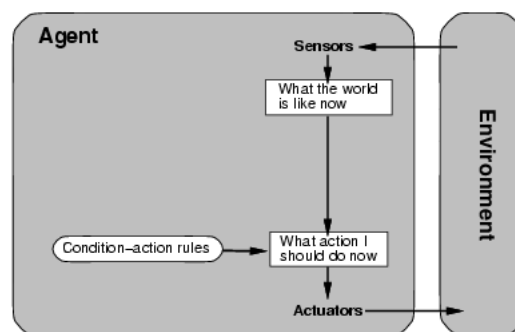 Agent
Sensors
What the world
is like now
Condition–action rules
What action I
should do now
Actuators
Environment